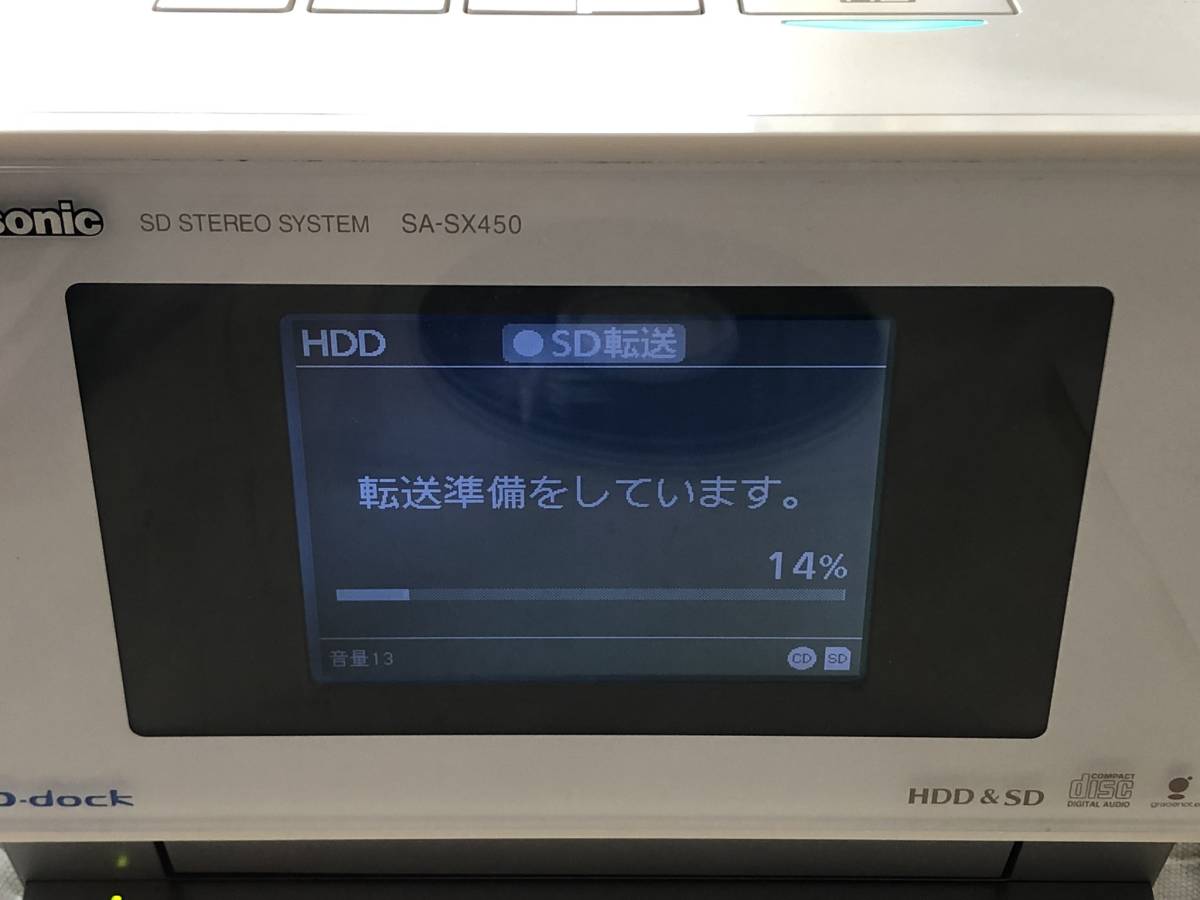 sonic SD STEREO SYSTEM SA-SX450
HDD ●SD転送
転送準備をしています。
14%
音量13 CD SD
D-dock HDD & SD COMPACT disc DIGITAL AUDIO gracenote